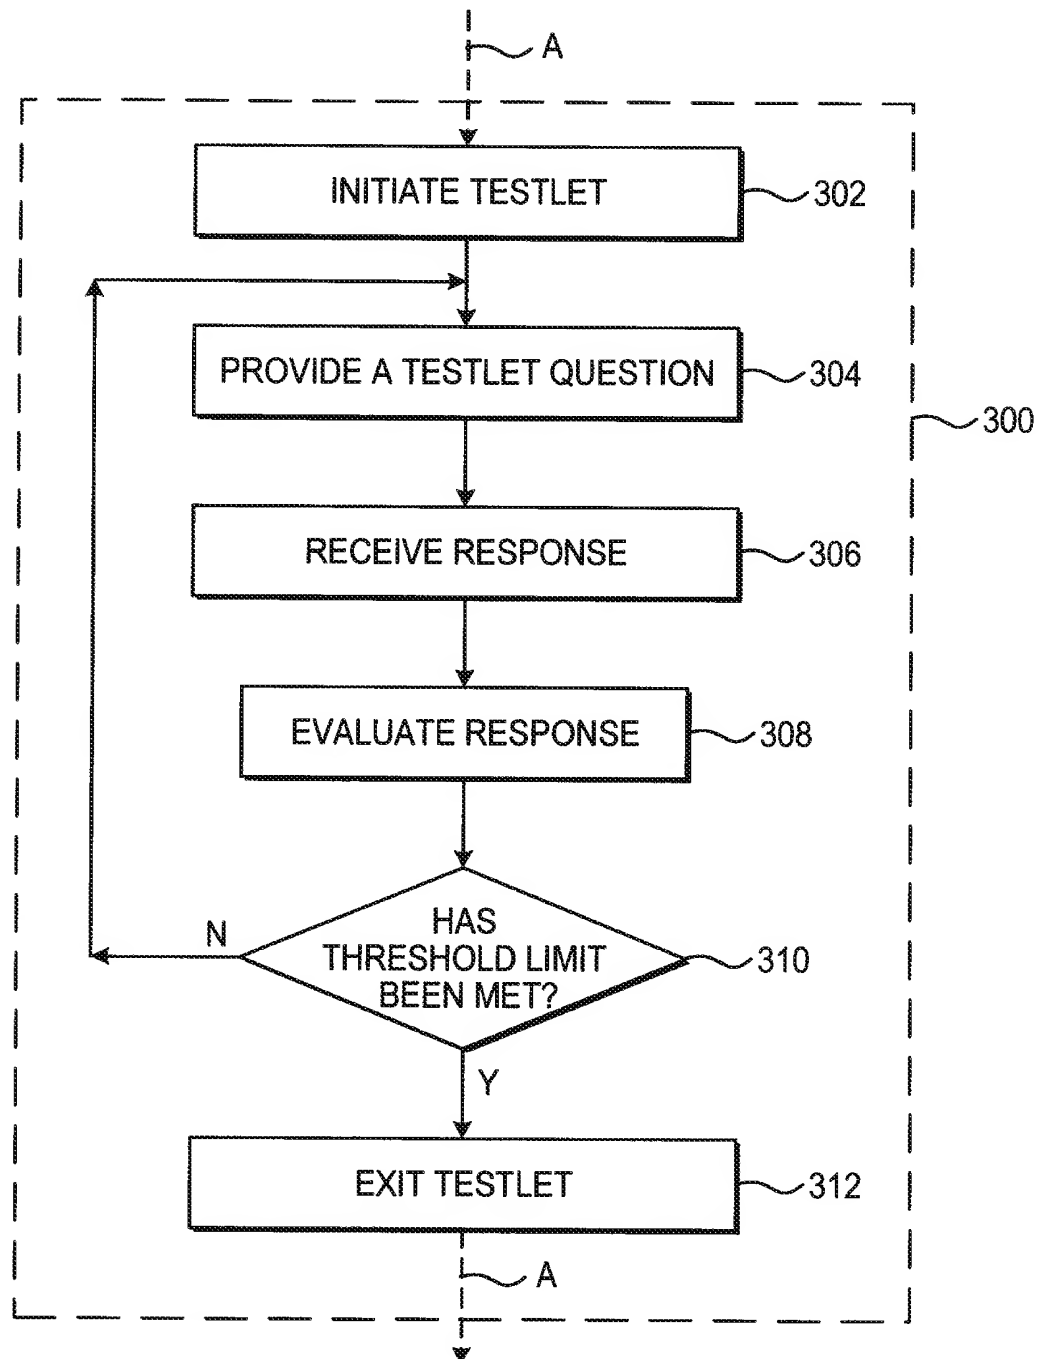 A
INITIATE TESTLET
302
PROVIDE A TESTLET QUESTION
304
300
RECEIVE RESPONSE
306
EVALUATE RESPONSE
308
N
HAS
THRESHOLD LIMIT
BEEN MET?
310
Y
EXIT TESTLET
312
A